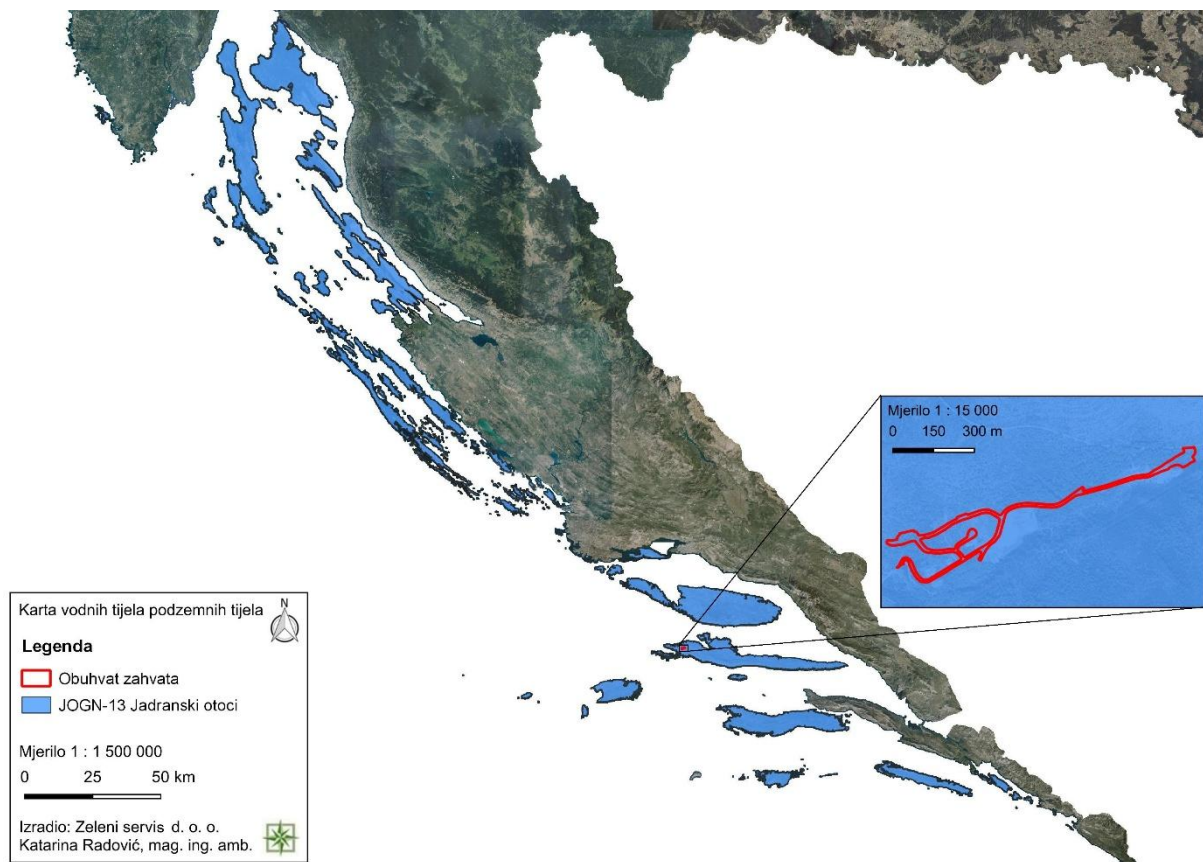 Mjerilo 1 : 15 000
0 150 300 m
Karta vodnih tijela podzemnih tijela
N
Legenda
Obuhvat zahvata
JOGN-13 Jadranski otoci
Mjerilo 1 : 1 500 000
0 25 50 km
Izradio: Zeleni servis d. o. o.
Katarina Radović, mag. ing. amb.